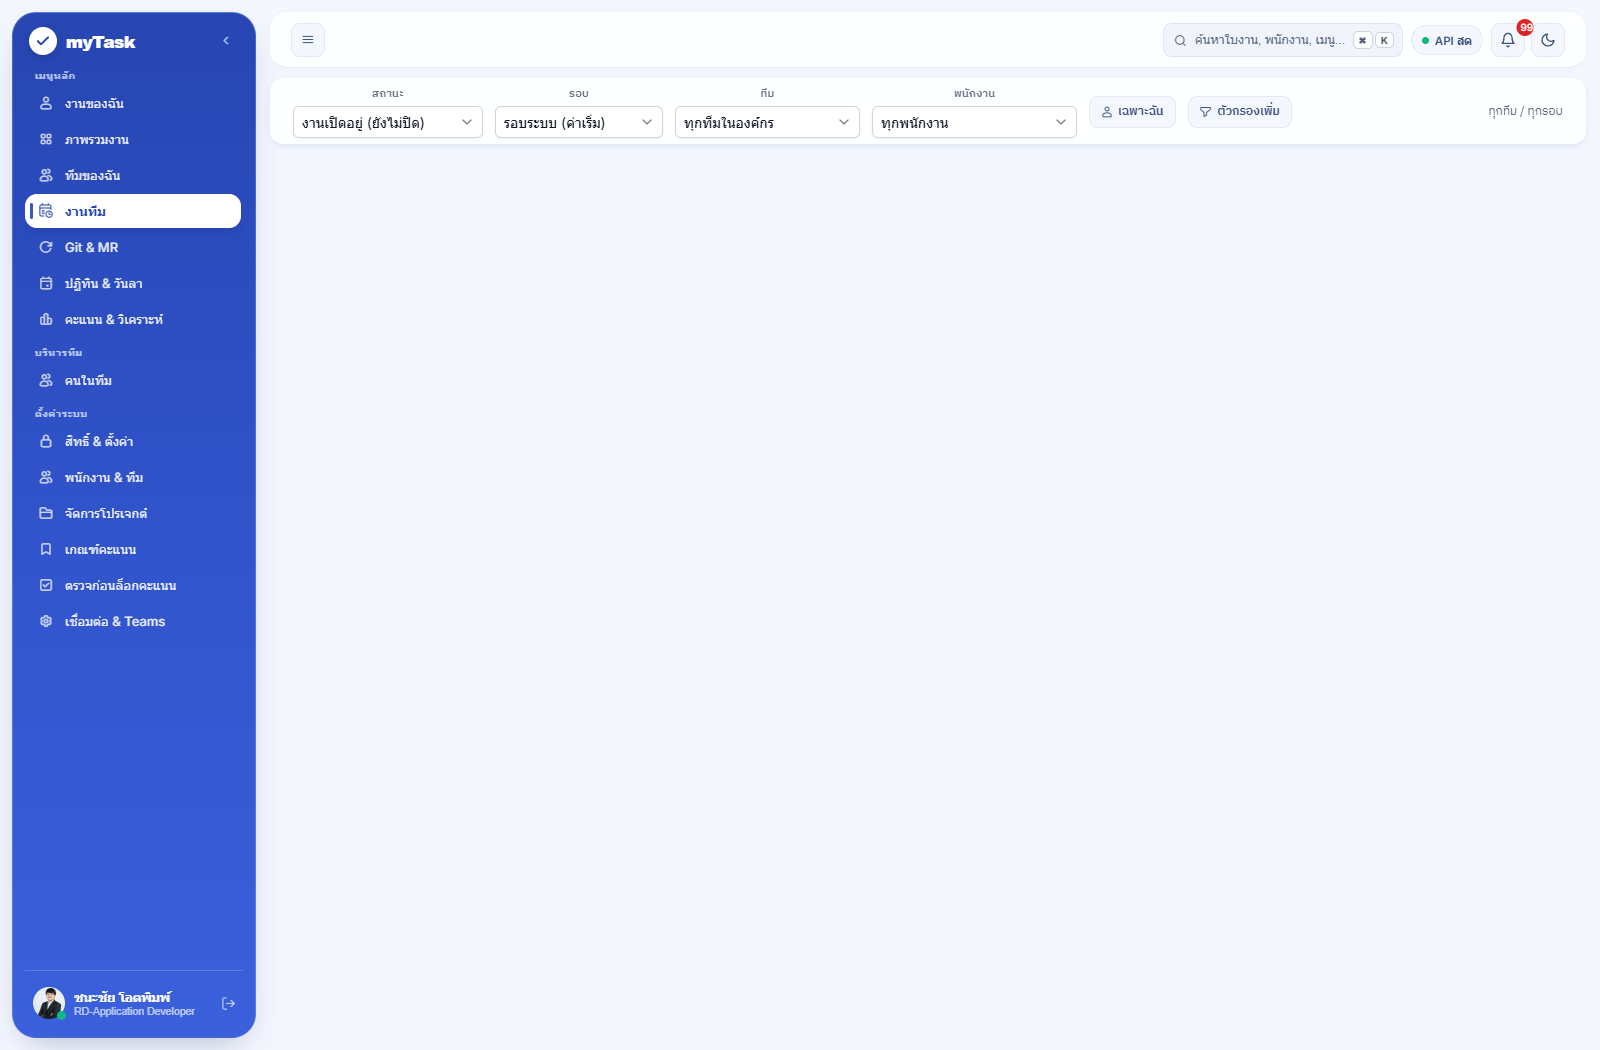 myTask
เมนูหลัก
งานของฉัน
ภาพรวมงาน
ทีมของฉัน
งานทีม
Git & MR
ปฏิทิน & วันลา
คะแนน & วิเคราะห์
บริหารทีม
คนในทีม
ตั้งค่าระบบ
สิทธิ์ & ตั้งค่า
พนักงาน & ทีม
จัดการโปรเจกต์
เกณฑ์คะแนน
ตรวจก่อนล็อกคะแนน
เชื่อมต่อ & Teams
ชนะชัย โอตพิมพ์
RD-Application Developer
ค้นหาใบงาน, พนักงาน, เมนู... ⌘ K
API สด
99
สถานะ รอบ ทีม พนักงาน
งานเปิดอยู่ (ยังไม่ปิด) รอบระบบ (ค่าเริ่ม) ทุกทีมในองค์กร ทุกพนักงาน เฉพาะฉัน ตัวกรองเพิ่ม ทุกทีม / ทุกรอบ